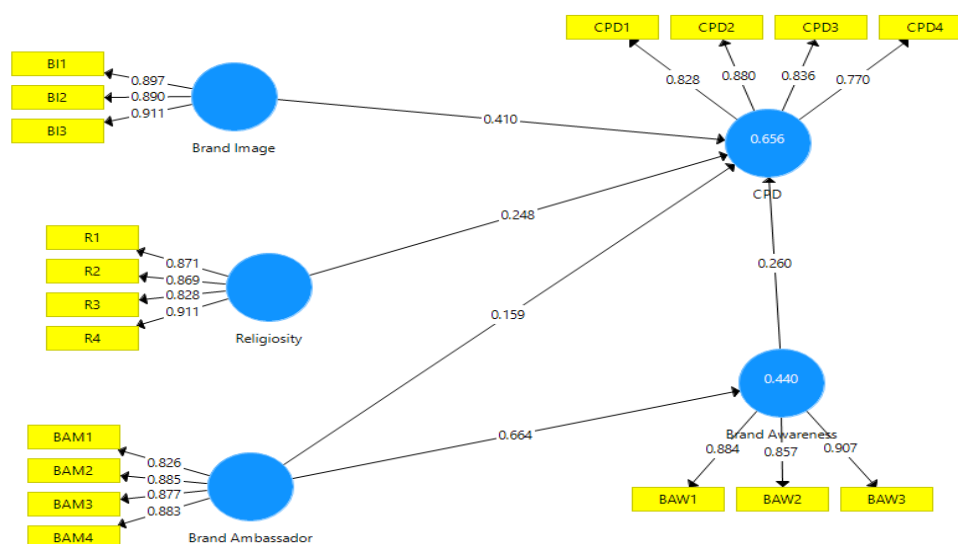 CPD1
CPD2
CPD3
CPD4
0.828
0.880
0.836
0.770
BI1
BI2
BI3
0.897
0.890
0.911
Brand Image
0.410
0.656
CPD
R1
R2
R3
R4
0.871
0.869
0.828
0.911
Religiosity
0.248
0.260
0.159
0.440
Brand Awareness
0.884
0.857
0.907
BAW1
BAW2
BAW3
0.664
BAM1
BAM2
BAM3
BAM4
0.826
0.885
0.877
0.883
Brand Ambassador